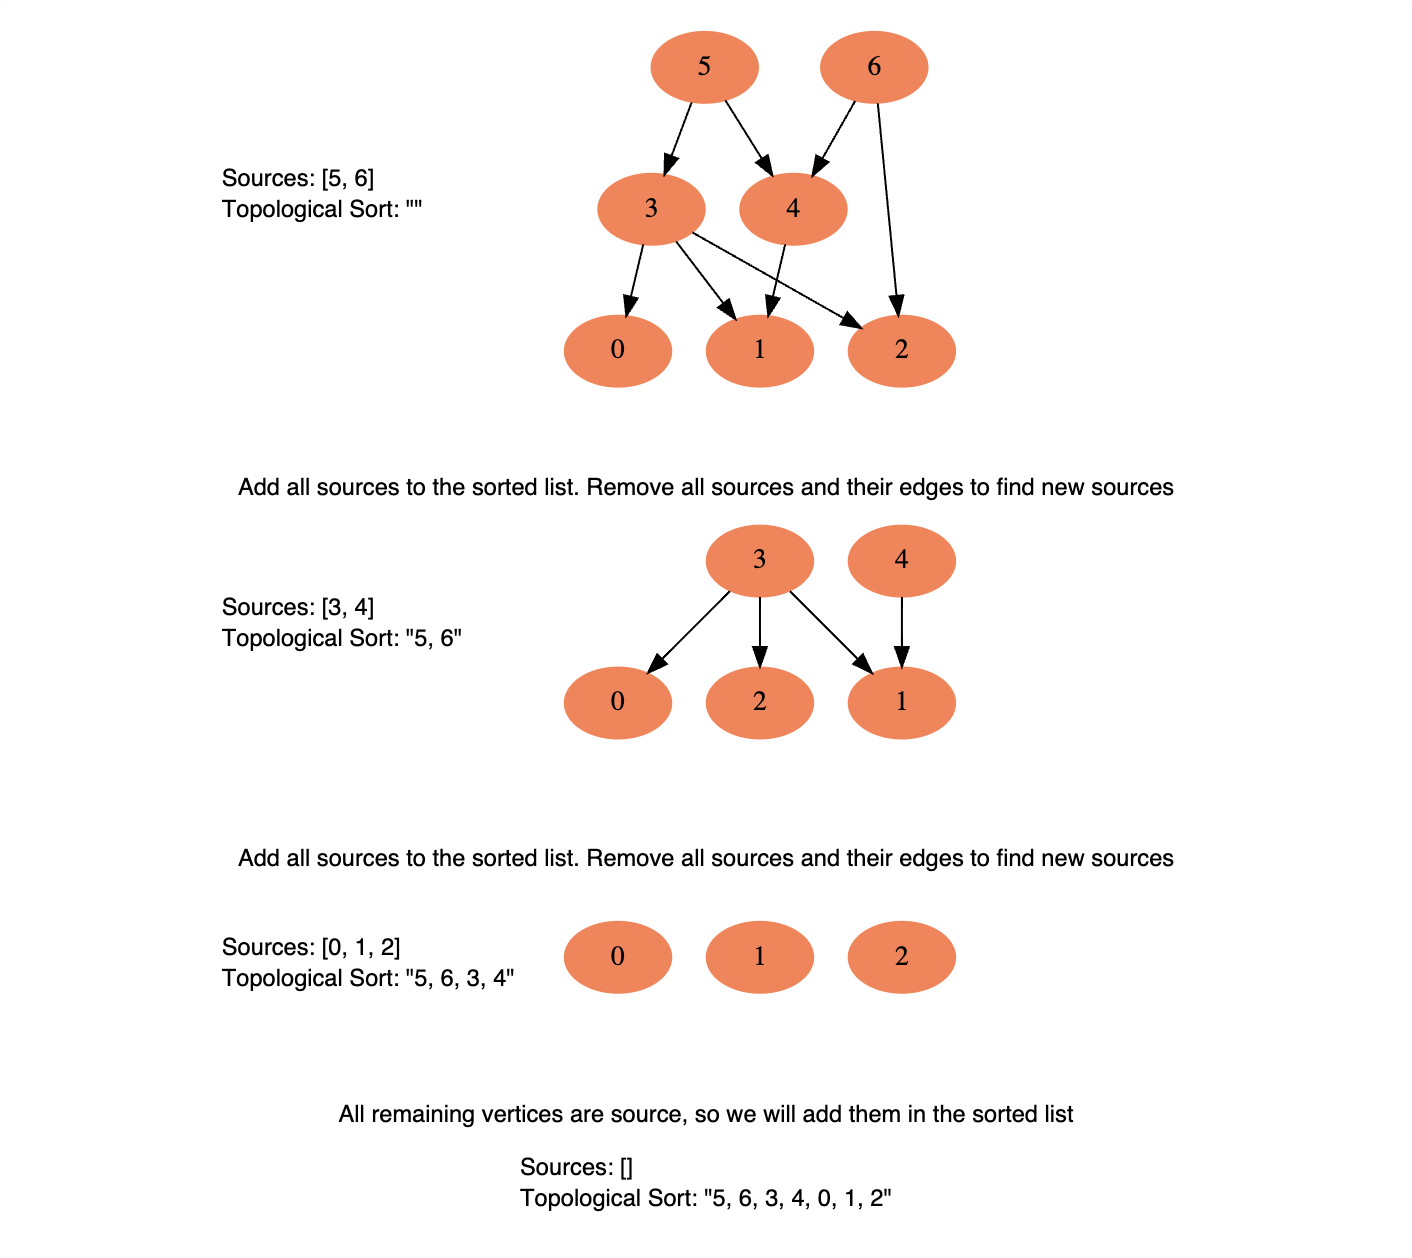 5 6
Sources: [5, 6]
Topological Sort: ""
3 4
0 1 2
Add all sources to the sorted list. Remove all sources and their edges to find new sources
3 4
Sources: [3, 4]
Topological Sort: "5, 6"
0 2 1
Add all sources to the sorted list. Remove all sources and their edges to find new sources
Sources: [0, 1, 2]
Topological Sort: "5, 6, 3, 4"
0 1 2
All remaining vertices are source, so we will add them in the sorted list
Sources: []
Topological Sort: "5, 6, 3, 4, 0, 1, 2"